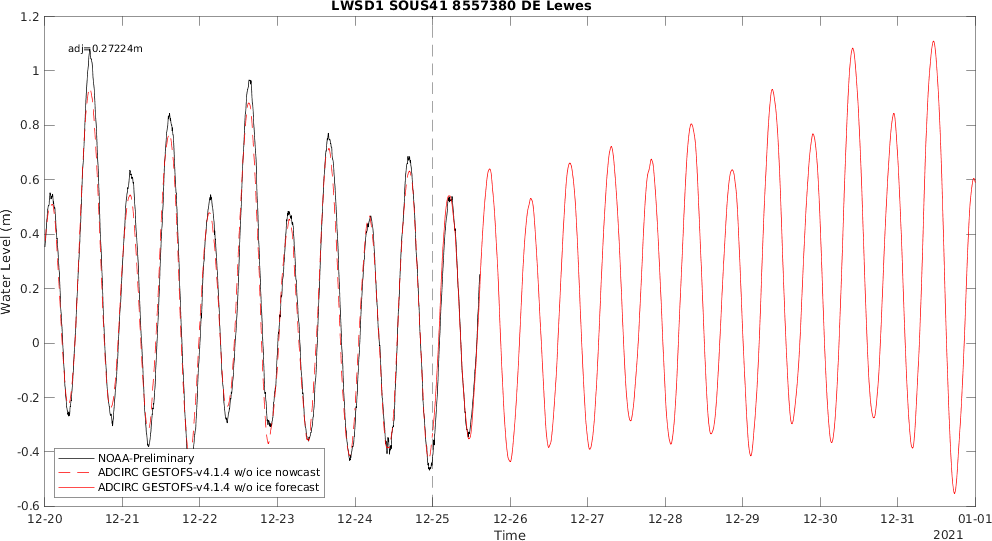 LWSD1 SOUS41 8557380 DE Lewes
adj=0.27224m
Water Level (m)
1.2
1
0.8
0.6
0.4
0.2
0
-0.2
-0.4
-0.6
NOAA-Preliminary
ADCIRC GESTOFS-v4.1.4 w/o ice nowcast
ADCIRC GESTOFS-v4.1.4 w/o ice forecast
12-20 12-21 12-22 12-23 12-24 12-25 12-26 12-27 12-28 12-29 12-30 12-31 01-01
Time
2021